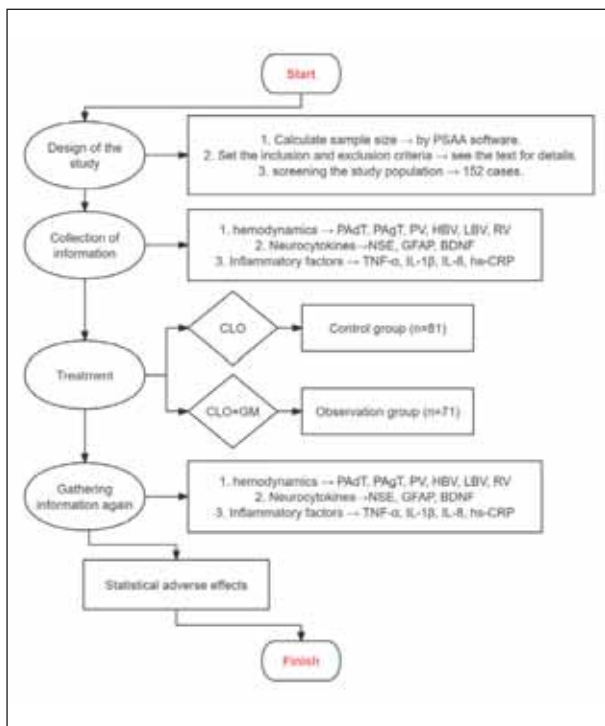 Start
Design of the
study
1. Calculate sample size → by PSAA software.
2. Set the inclusion and exclusion criteria → see the text for details.
3. screening the study population → 152 cases.
Collection of
information
1. hemodynamics → PAdT, PAgT, PV, HBV, LBV, RV
2. Neurocytokines→NSE, GFAP, BDNF
3. Inflammatory factors → TNF-α, IL-1β, IL-8, hs-CRP
Treatment
CLO
Control group (n=81)
CLO+GM
Observation group (n=71)
Gathering
information again
1. hemodynamics → PAdT, PAgT, PV, HBV, LBV, RV
2. Neurocytokines→NSE, GFAP, BDNF
3. Inflammatory factors → TNF-α, IL-1β, IL-8, hs-CRP
Statistical adverse effects
Finish